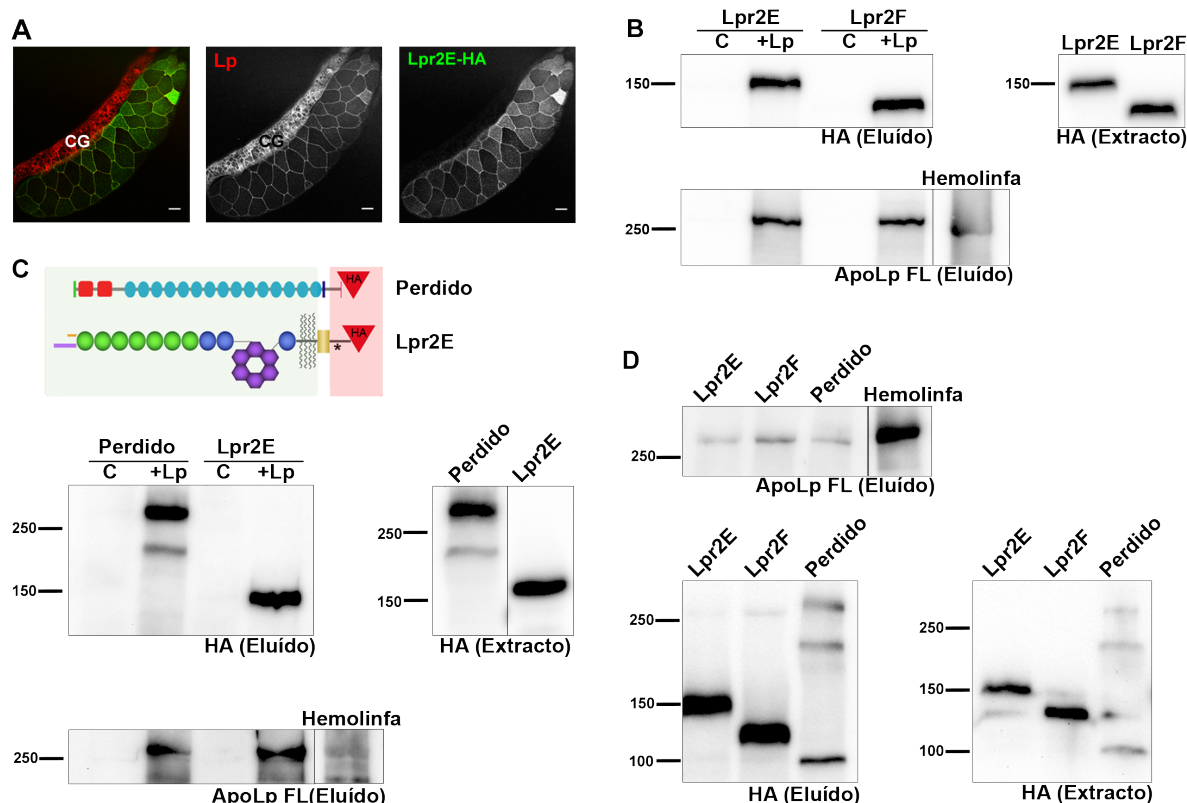 A
Lp
Lpr2E-HA
CG
CG
B
Lpr2E Lpr2F
C +Lp C +Lp
150
HA (Eluído)
Lpr2E Lpr2F
150
HA (Extracto)
Hemolinfa
250
ApoLp FL (Eluído)
C
HA
Perdido
HA
Lpr2E
*
Perdido Lpr2E
C +Lp C +Lp
250
150
HA (Eluído)
Perdido Lpr2E
250
150
HA (Extracto)
Hemolinfa
250
ApoLp FL(Eluído)
D
Lpr2E Lpr2F Perdido Hemolinfa
250
ApoLp FL (Eluído)
Lpr2E Lpr2F Perdido
250
150
100
HA (Eluído)
Lpr2E Lpr2F Perdido
250
150
100
HA (Extracto)